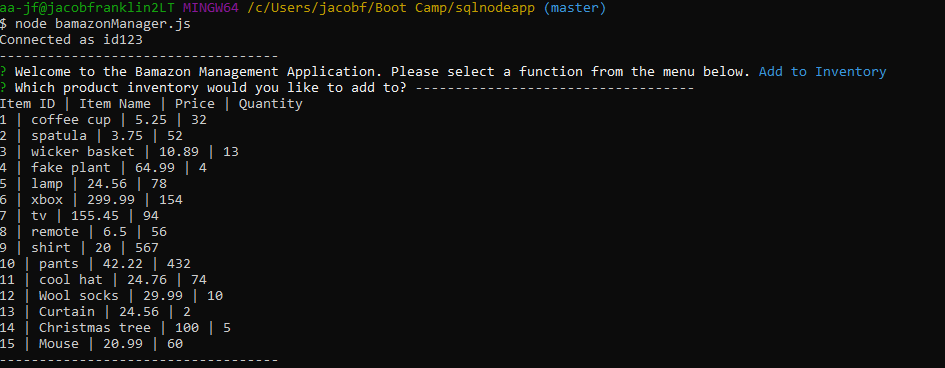 aa-jf@jacobfranklin2LT MINGW64 /c/Users/jacobf/Boot Camp/sqlnodeapp (master)
$ node bamazonManager.js
Connected as id123
-----------------------------------
? Welcome to the Bamazon Management Application. Please select a function from the menu below. Add to Inventory
? Which product inventory would you like to add to? -----------------------------------
Item ID | Item Name | Price | Quantity
1 | coffee cup | 5.25 | 32
2 | spatula | 3.75 | 52
3 | wicker basket | 10.89 | 13
4 | fake plant | 64.99 | 4
5 | lamp | 24.56 | 78
6 | xbox | 299.99 | 154
7 | tv | 155.45 | 94
8 | remote | 6.5 | 56
9 | shirt | 20 | 567
10 | pants | 42.22 | 432
11 | cool hat | 24.76 | 74
12 | Wool socks | 29.99 | 10
13 | Curtain | 24.56 | 2
14 | Christmas tree | 100 | 5
15 | Mouse | 20.99 | 60
-----------------------------------